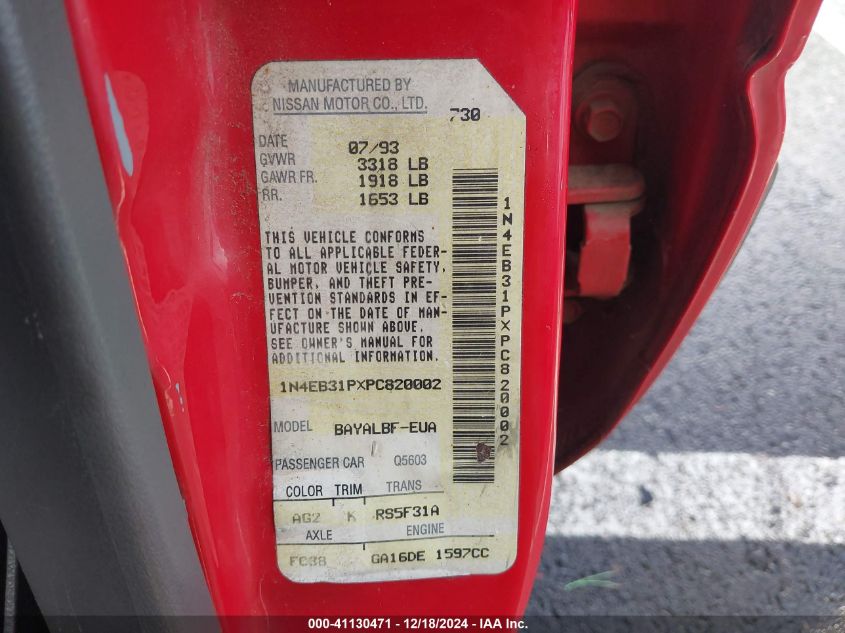 MANUFACTURED BY
NISSAN MOTOR CO., LTD.
730
DATE 07/93
GVWR 3318 LB
GAWR FR. 1918 LB
RR. 1653 LB
THIS VEHICLE CONFORMS
TO ALL APPLICABLE FEDER-
AL MOTOR VEHICLE SAFETY,
BUMPER, AND THEFT PRE-
VENTION STANDARDS IN EF-
FECT ON THE DATE OF MAN-
UFACTURE SHOWN ABOVE.
SEE OWNER'S MANUAL FOR
ADDITIONAL INFORMATION.
1N4EB31PXPC820002
1N4EB31PXPC820002
MODEL BAYALBF-EUA
PASSENGER CAR Q5603
COLOR TRIM TRANS
AG2 K RS5F31A
AXLE ENGINE
FC38 GA16DE 1597CC
000-41130471 - 12/18/2024 - IAA Inc.